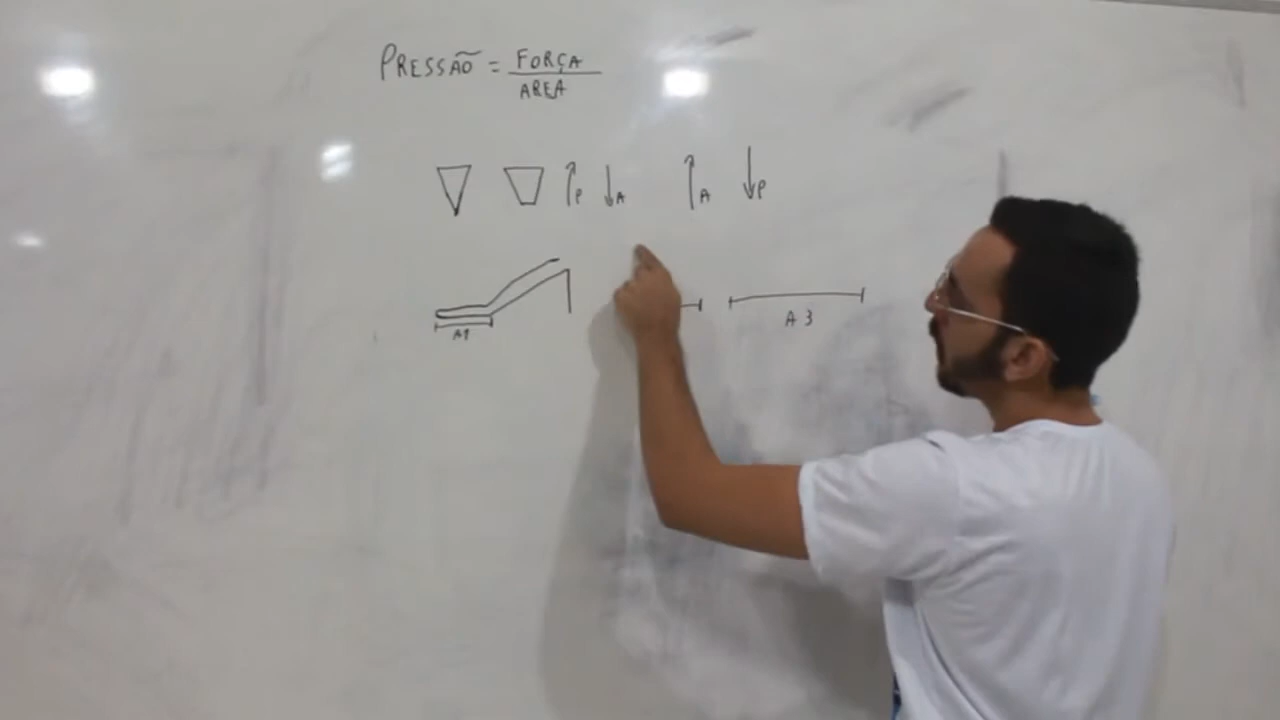 PRESSÃO = FORÇA
AREA
↑P ↓A ↑A ↓P
A1
A3